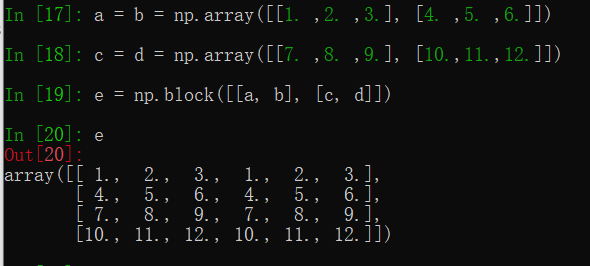 In [17]: a = b = np.array([[1. ,2. ,3.], [4. ,5. ,6.]])
In [18]: c = d = np.array([[7. ,8. ,9.], [10.,11.,12.]])
In [19]: e = np.block([[a, b], [c, d]])
In [20]: e
Out[20]:
array([[ 1.,  2.,  3.,  1.,  2.,  3.],
       [ 4.,  5.,  6.,  4.,  5.,  6.],
       [ 7.,  8.,  9.,  7.,  8.,  9.],
       [10., 11., 12., 10., 11., 12.]])